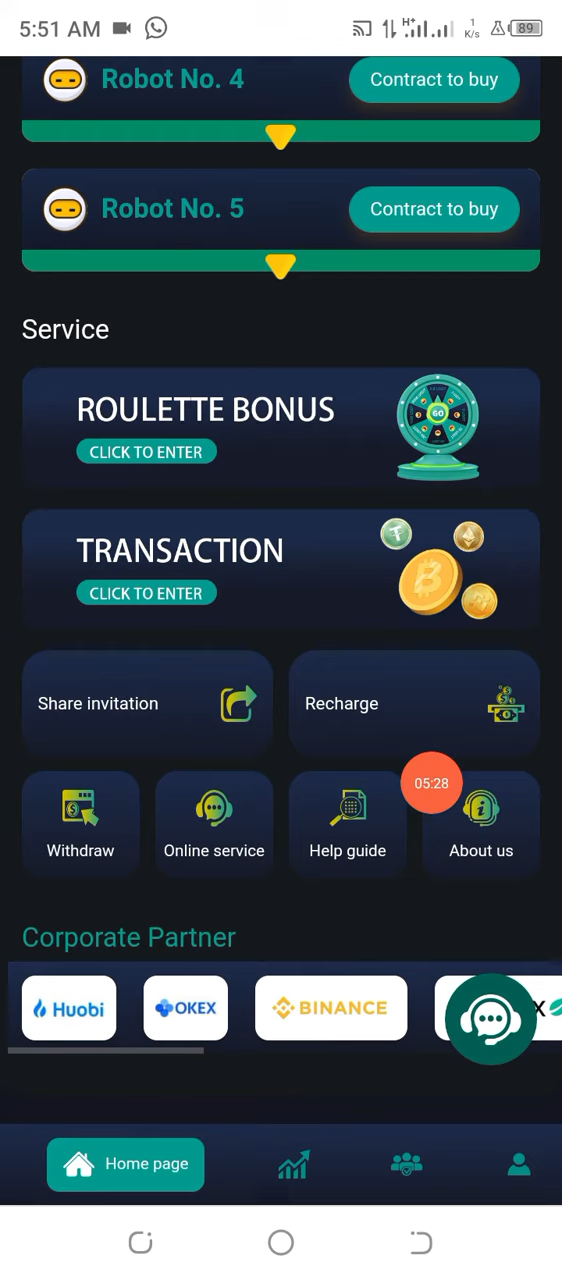 5:51 AM
H+
1
K/s
89
Robot No. 4
Contract to buy
Robot No. 5
Contract to buy
Service
ROULETTE BONUS
CLICK TO ENTER
GO
TRANSACTION
CLICK TO ENTER
Share invitation
Recharge
05:28
Withdraw
Online service
Help guide
About us
Corporate Partner
Huobi
OKEX
BINANCE
X
Home page